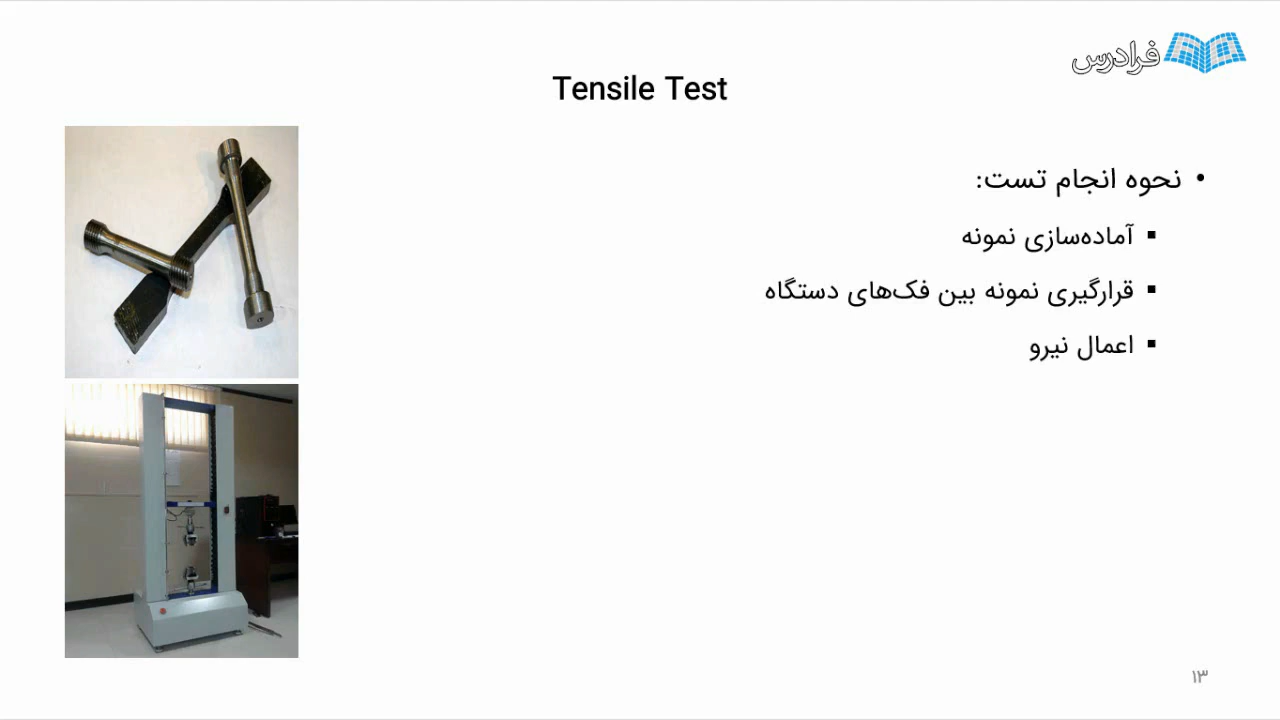 فرادرس
Tensile Test
• نحوه انجام تست:
▪ آماده‌سازی نمونه
▪ قرارگیری نمونه بین فک‌های دستگاه
▪ اعمال نیرو
۱۳